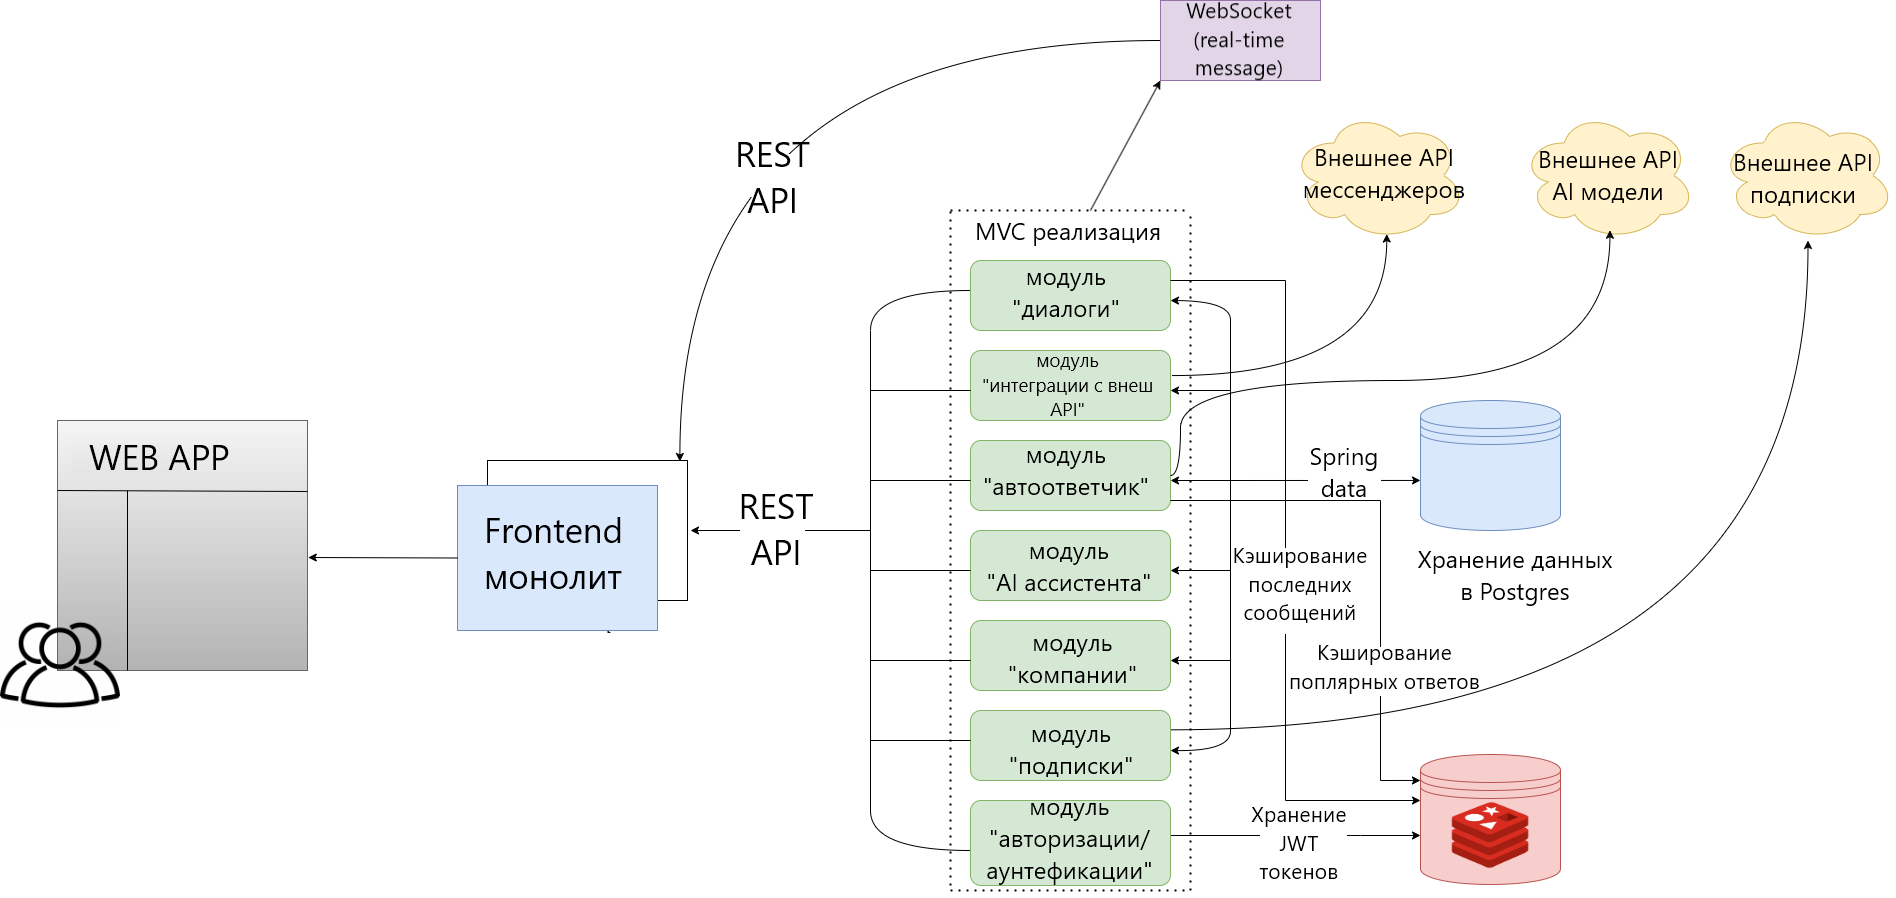 WebSocket
(real-time
message)
REST
API
Внешнее API
мессенджеров
Внешнее API
AI модели
Внешнее API
подписки
MVC реализация
модуль
"диалоги"
модуль
"интеграции с внеш
API"
модуль
"автоответчик"
модуль
"AI ассистента"
модуль
"компании"
модуль
"подписки"
модуль
"авторизации/
аунтефикации"
WEB APP
Frontend
монолит
REST
API
Spring
data
Хранение данных
в Postgres
Кэширование
последних
сообщений
Кэширование
поплярных ответов
Хранение
JWT
токенов